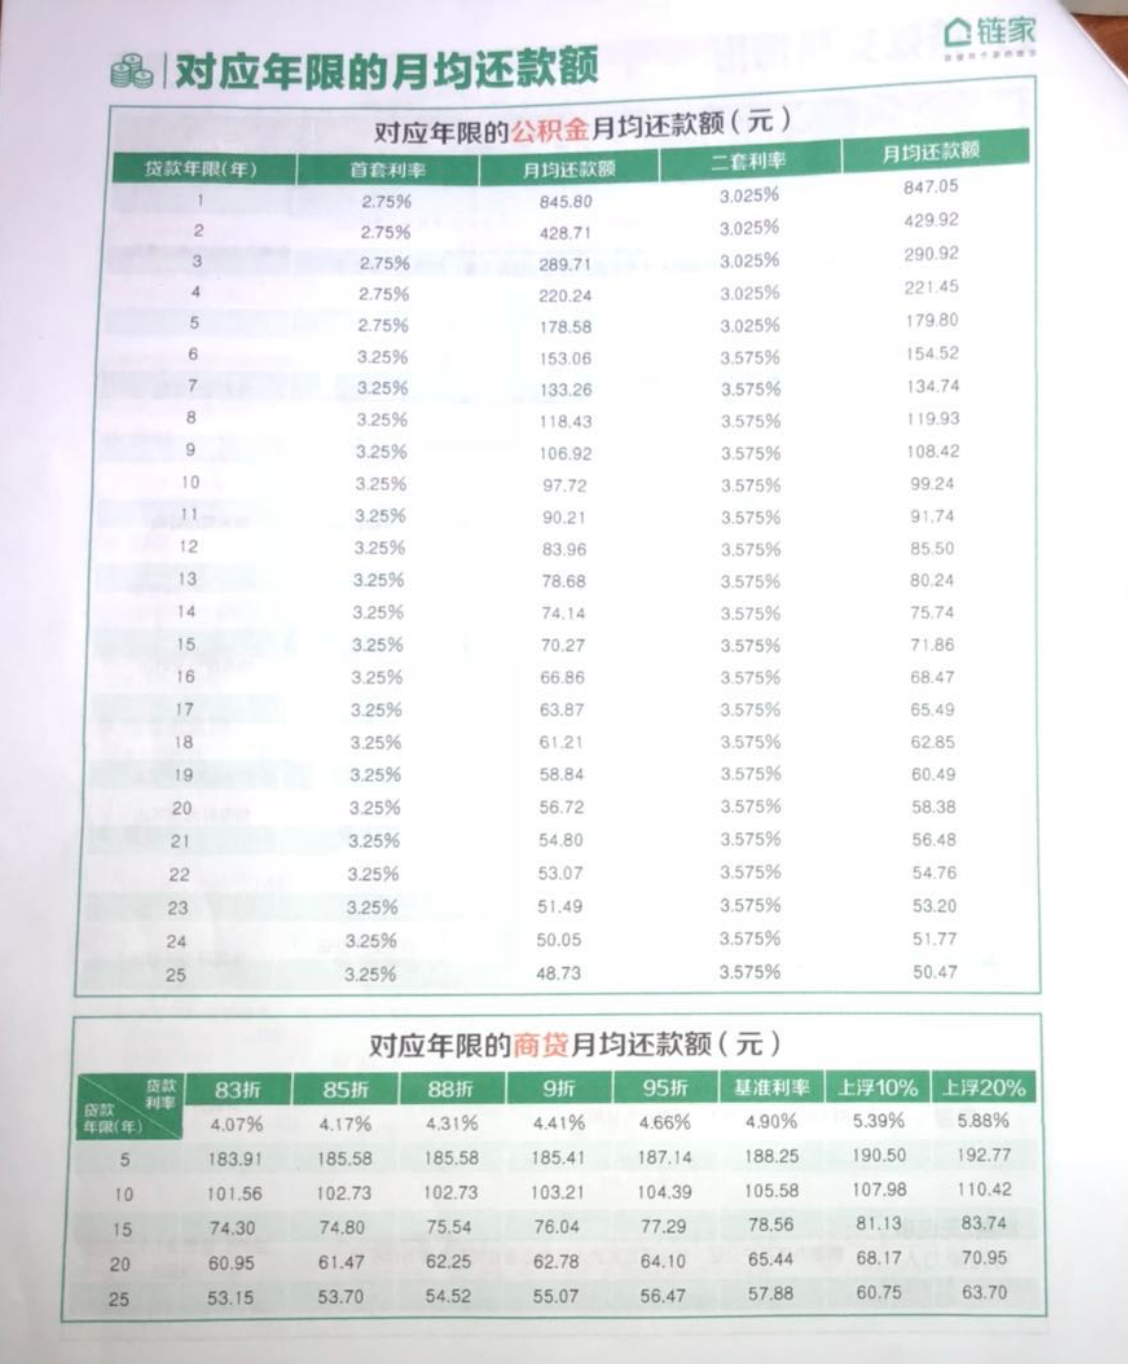 链家
对应年限的月均还款额
对应年限的公积金月均还款额(元)
贷款年限(年) 首套利率 月均还款额 二套利率 月均还款额
1 2.75% 845.80 3.025% 847.05
2 2.75% 428.71 3.025% 429.92
3 2.75% 289.71 3.025% 290.92
4 2.75% 220.24 3.025% 221.45
5 2.75% 178.58 3.025% 179.80
6 3.25% 153.06 3.575% 154.52
7 3.25% 133.26 3.575% 134.74
8 3.25% 118.43 3.575% 119.93
9 3.25% 106.92 3.575% 108.42
10 3.25% 97.72 3.575% 99.24
11 3.25% 90.21 3.575% 91.74
12 3.25% 83.96 3.575% 85.50
13 3.25% 78.68 3.575% 80.24
14 3.25% 74.14 3.575% 75.74
15 3.25% 70.27 3.575% 71.86
16 3.25% 66.86 3.575% 68.47
17 3.25% 63.87 3.575% 65.49
18 3.25% 61.21 3.575% 62.85
19 3.25% 58.84 3.575% 60.49
20 3.25% 56.72 3.575% 58.38
21 3.25% 54.80 3.575% 56.48
22 3.25% 53.07 3.575% 54.76
23 3.25% 51.49 3.575% 53.20
24 3.25% 50.05 3.575% 51.77
25 3.25% 48.73 3.575% 50.47
对应年限的商贷月均还款额(元)
贷款利率 83折 85折 88折 9折 95折 基准利率 上浮10% 上浮20%
贷款年限(年) 4.07% 4.17% 4.31% 4.41% 4.66% 4.90% 5.39% 5.88%
5 183.91 185.58 185.58 185.41 187.14 188.25 190.50 192.77
10 101.56 102.73 102.73 103.21 104.39 105.58 107.98 110.42
15 74.30 74.80 75.54 76.04 77.29 78.56 81.13 83.74
20 60.95 61.47 62.25 62.78 64.10 65.44 68.17 70.95
25 53.15 53.70 54.52 55.07 56.47 57.88 60.75 63.70